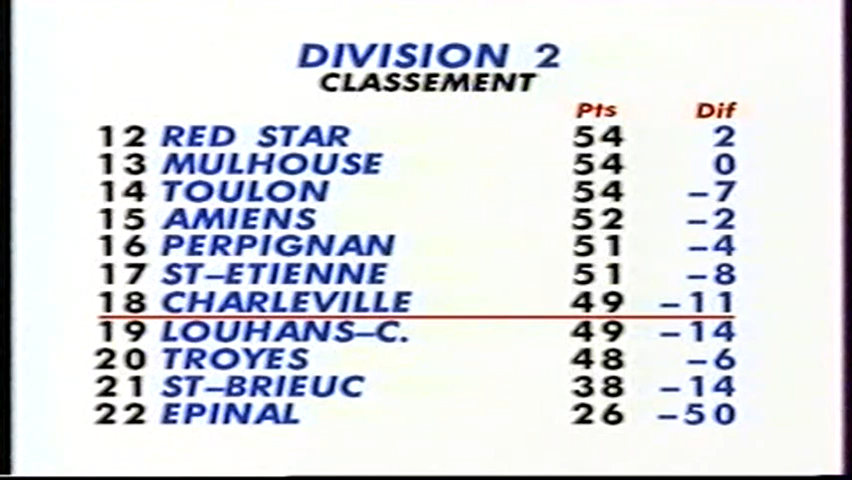 DIVISION 2
CLASSEMENT
Pts Dif
12 RED STAR 54 2
13 MULHOUSE 54 0
14 TOULON 54 –7
15 AMIENS 52 –2
16 PERPIGNAN 51 –4
17 ST–ETIENNE 51 –8
18 CHARLEVILLE 49 –11
19 LOUHANS–C. 49 –14
20 TROYES 48 –6
21 ST–BRIEUC 38 –14
22 EPINAL 26 –50